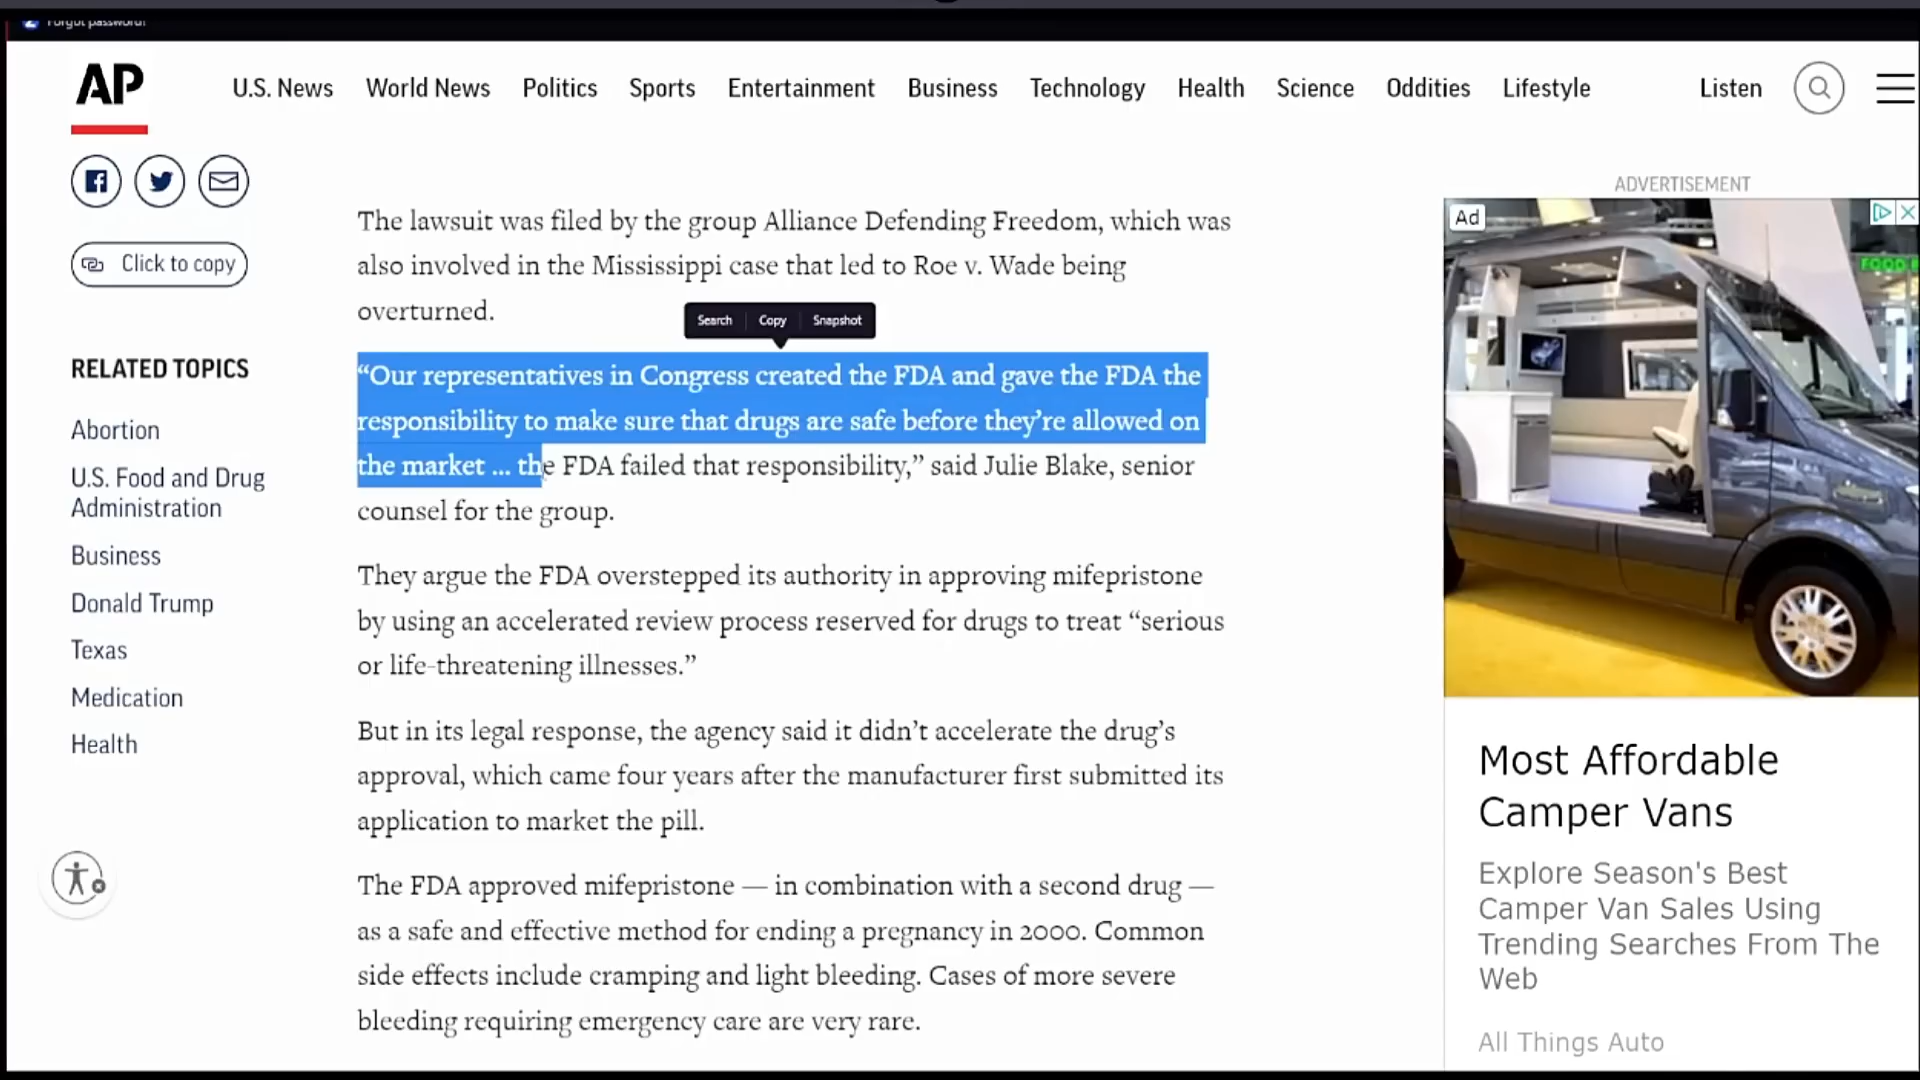 Forgot password?
AP
U.S. News World News Politics Sports Entertainment Business Technology Health Science Oddities Lifestyle Listen
Click to copy
RELATED TOPICS
Abortion
U.S. Food and Drug
Administration
Business
Donald Trump
Texas
Medication
Health
The lawsuit was filed by the group Alliance Defending Freedom, which was
also involved in the Mississippi case that led to Roe v. Wade being
overturned.
Search Copy Snapshot
“Our representatives in Congress created the FDA and gave the FDA the
responsibility to make sure that drugs are safe before they’re allowed on
the market ... the FDA failed that responsibility,” said Julie Blake, senior
counsel for the group.
They argue the FDA overstepped its authority in approving mifepristone
by using an accelerated review process reserved for drugs to treat “serious
or life-threatening illnesses.”
But in its legal response, the agency said it didn’t accelerate the drug’s
approval, which came four years after the manufacturer first submitted its
application to market the pill.
The FDA approved mifepristone — in combination with a second drug —
as a safe and effective method for ending a pregnancy in 2000. Common
side effects include cramping and light bleeding. Cases of more severe
bleeding requiring emergency care are very rare.
ADVERTISEMENT
Ad
FOOD
Most Affordable
Camper Vans
Explore Season's Best
Camper Van Sales Using
Trending Searches From The
Web
All Things Auto